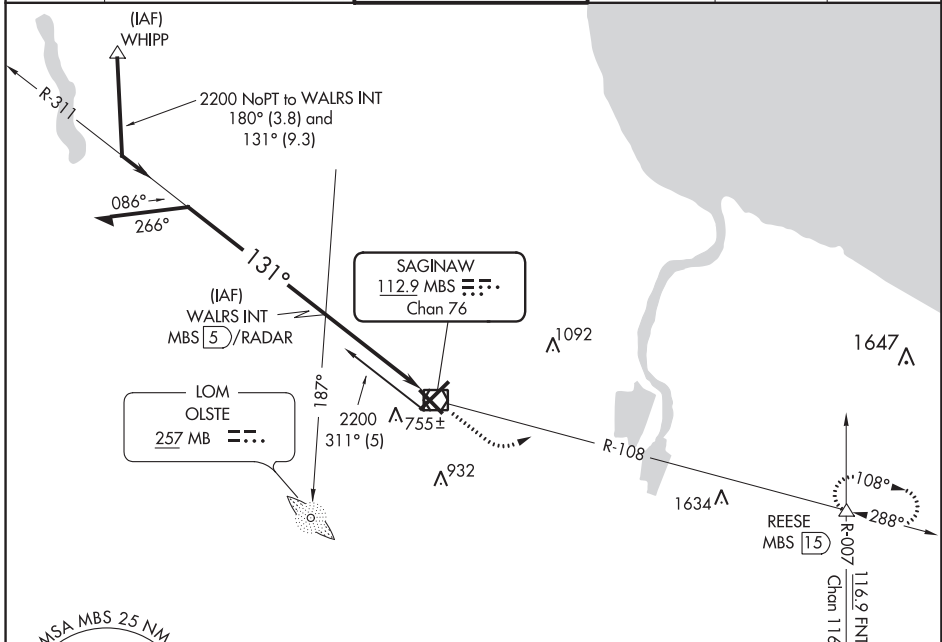 (IAF)
WHIPP
R-311
2200 NoPT to WALRS INT
180° (3.8) and
131° (9.3)
086°
266°
131°
SAGINAW
112.9 MBS
Chan 76
(IAF)
WALRS INT
MBS 5 /RADAR
1092
1647
187°
LOM
OLSTE
257 MB
2200
311° (5)
755±
932
R-108
1634
108°
288°
REESE
MBS 15
R-007
116.9 FNT
Chan 116
MSA MBS 25 NM